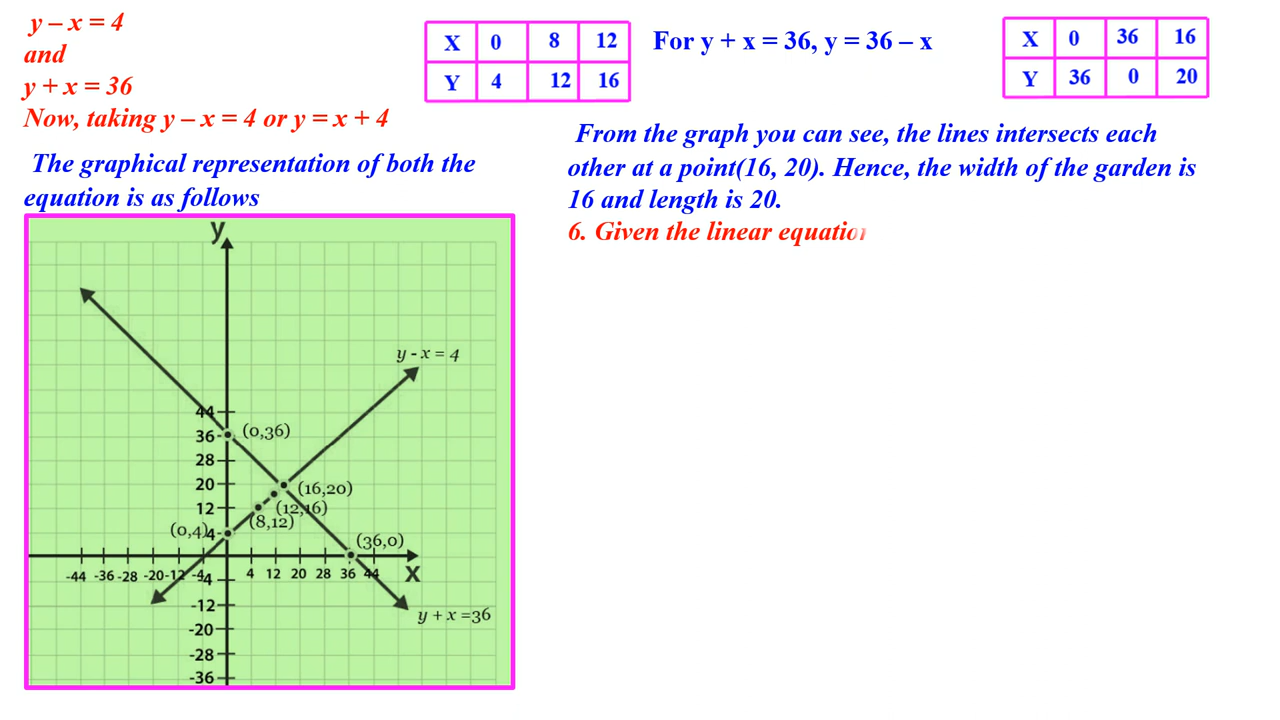 y – x = 4
and
y + x = 36
Now, taking y – x = 4 or y = x + 4
X 0 8 12
Y 4 12 16
For y + x = 36, y = 36 – x
X 0 36 16
Y 36 0 20
The graphical representation of both the
equation is as follows
From the graph you can see, the lines intersects each
other at a point(16, 20). Hence, the width of the garden is
16 and length is 20.
6. Given the linear equation
y
y - x = 4
44
36
(0,36)
28
20
(16,20)
12
(12,16)
(8,12)
(0,4)
4
(36,0)
-44 -36 -28 -20 -12 -4 4 12 20 28 36 44
X
-4
-12
y + x =36
-20
-28
-36